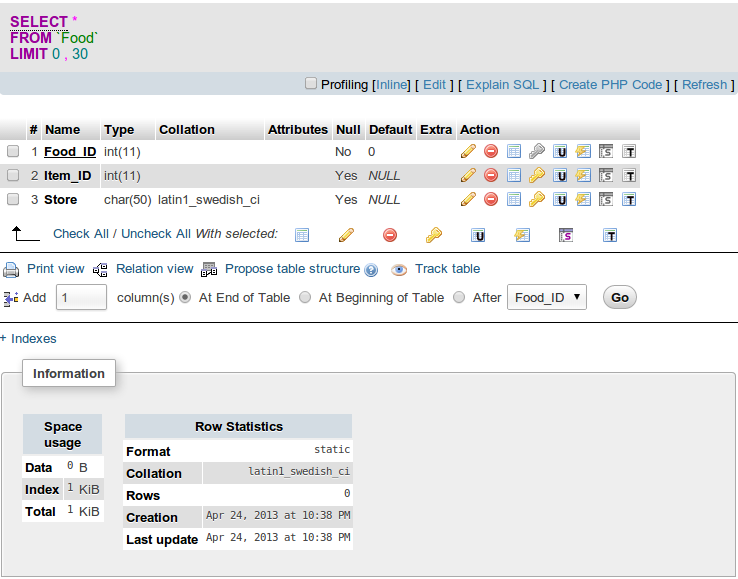 SELECT *
FROM `Food`
LIMIT 0 , 30
Profiling [Inline] [ Edit ] [ Explain SQL ] [ Create PHP Code ] [ Refresh ]
# Name Type Collation Attributes Null Default Extra Action
1 Food_ID int(11) No 0
2 Item_ID int(11) Yes NULL
3 Store char(50) latin1_swedish_ci Yes NULL
Check All / Uncheck All With selected:
Print view Relation view Propose table structure Track table
Add 1 column(s) At End of Table At Beginning of Table After Food_ID Go
+ Indexes
Information
Space usage
Data 0 B
Index 1 KiB
Total 1 KiB
Row Statistics
Format static
Collation latin1_swedish_ci
Rows 0
Creation Apr 24, 2013 at 10:38 PM
Last update Apr 24, 2013 at 10:38 PM